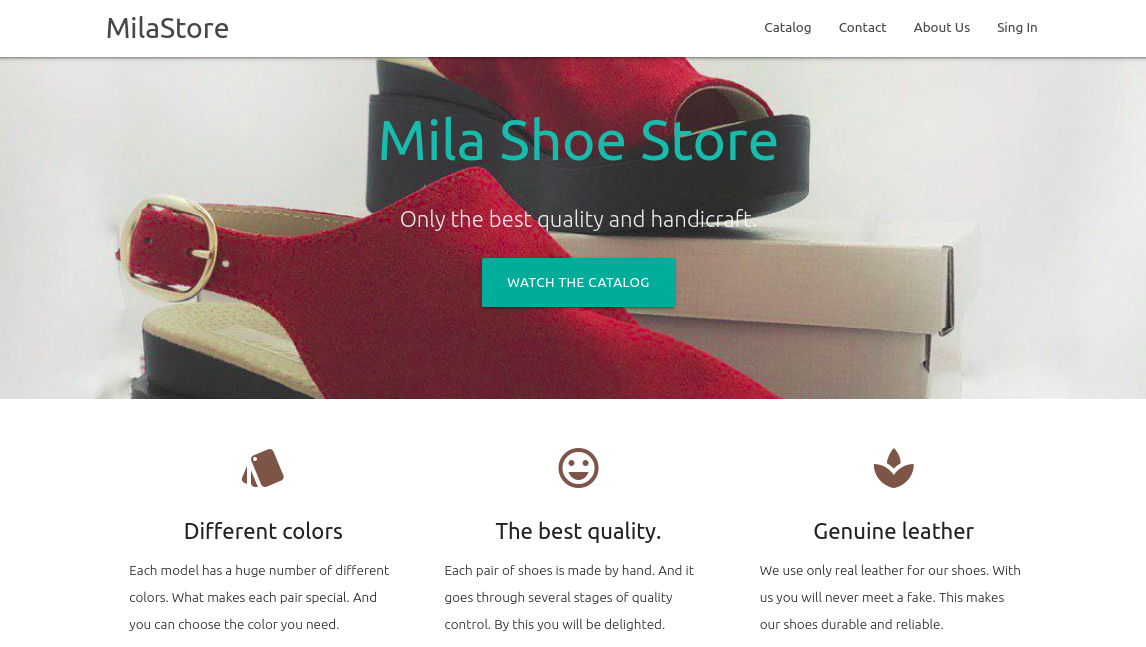 MilaStore
Catalog Contact About Us Sing In
Mila Shoe Store
Only the best quality and handicraft.
WATCH THE CATALOG
Different colors
Each model has a huge number of different
colors. What makes each pair special. And
you can choose the color you need.
The best quality.
Each pair of shoes is made by hand. And it
goes through several stages of quality
control. By this you will be delighted.
Genuine leather
We use only real leather for our shoes. With
us you will never meet a fake. This makes
our shoes durable and reliable.